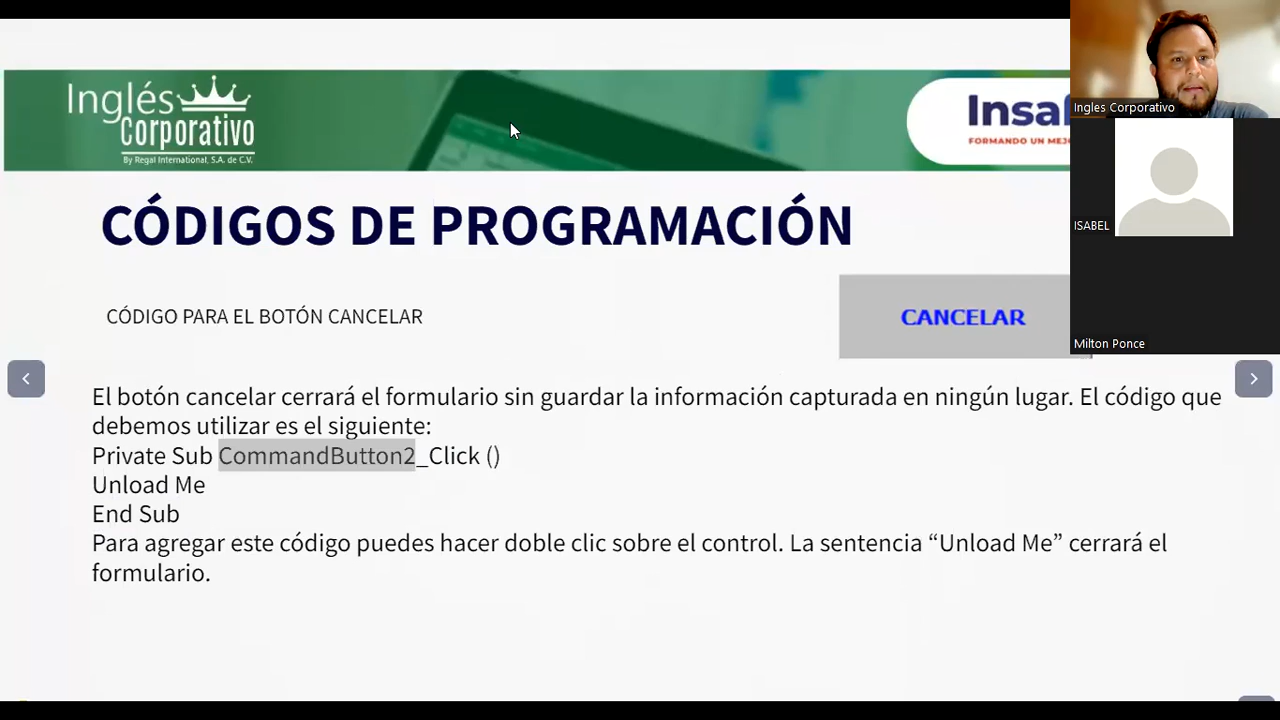 Inglés
Corporativo
By Regal International, S.A. de C.V.
FORMANDO UN
Ingles Corporativo
ISABEL
Milton Ponce
CÓDIGOS DE PROGRAMACIÓN
CÓDIGO PARA EL BOTÓN CANCELAR
CANCELAR
El botón cancelar cerrará el formulario sin guardar la información capturada en ningún lugar. El código que
debemos utilizar es el siguiente:
Private Sub CommandButton2_Click ()
Unload Me
End Sub
Para agregar este código puedes hacer doble clic sobre el control. La sentencia “Unload Me” cerrará el
formulario.